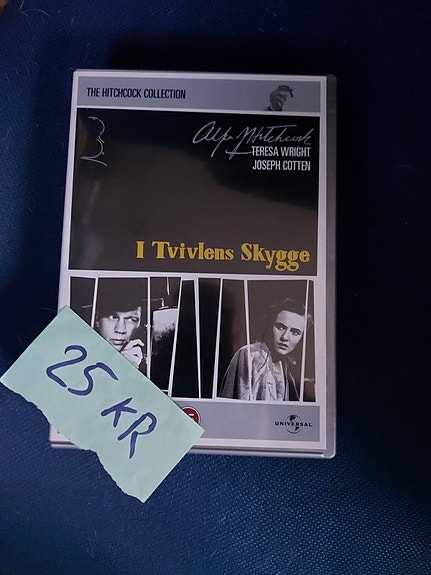 THE HITCHCOCK COLLECTION
Alfred Hitchcock
TERESA WRIGHT
JOSEPH COTTEN
I Tvivlens Skygge
25 KR
UNIVERSAL